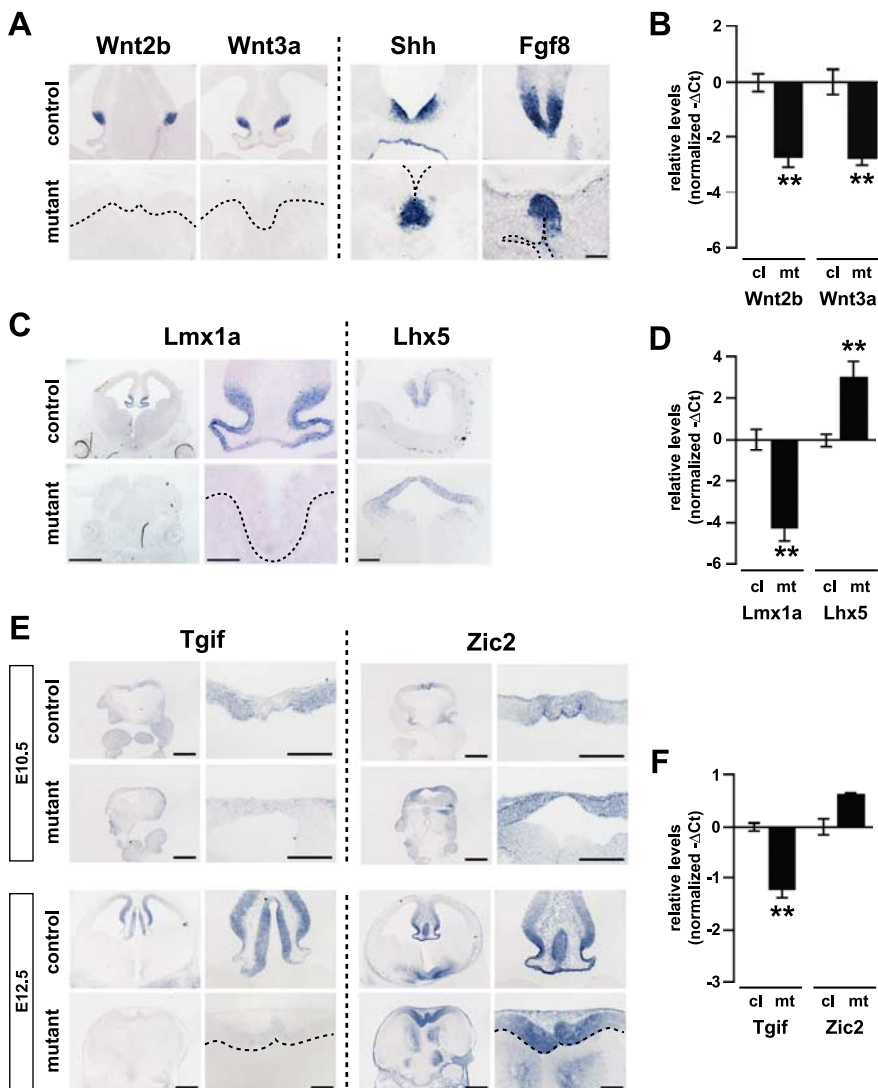 A
Wnt2b Wnt3a Shh Fgf8
control
mutant
B
relative levels
(normalized -ΔCt)
2
0
-2
-4
-6
cl mt cl mt
Wnt2b Wnt3a
**
**
C
Lmx1a Lhx5
control
mutant
D
relative levels
(normalized -ΔCt)
4
2
0
-2
-4
-6
**
**
cl mt cl mt
Lmx1a Lhx5
E
Tgif Zic2
E10.5
control
mutant
E12.5
control
mutant
F
relative levels
(normalized -ΔCt)
1
0
-1
-2
-3
**
cl mt cl mt
Tgif Zic2